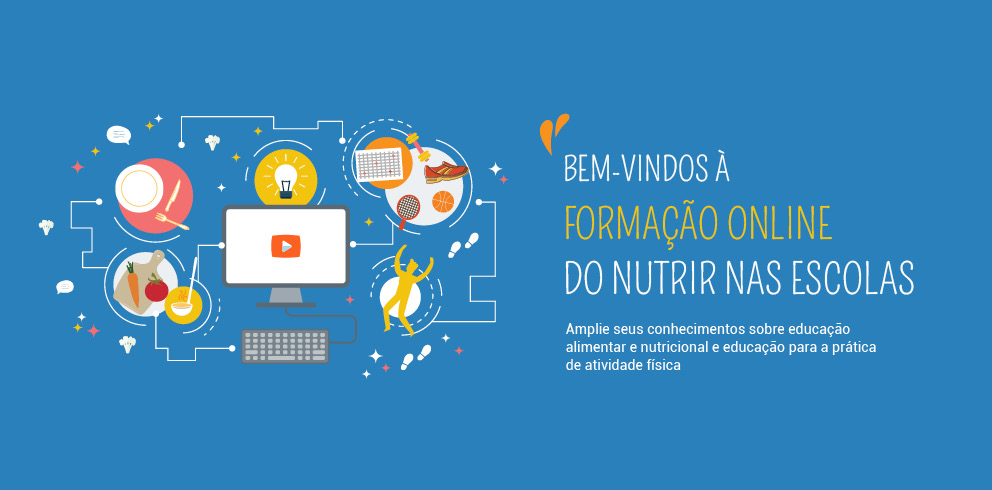 BEM-VINDOS À
FORMAÇÃO ONLINE
DO NUTRIR NAS ESCOLAS
Amplie seus conhecimentos sobre educação
alimentar e nutricional e educação para a prática
de atividade física